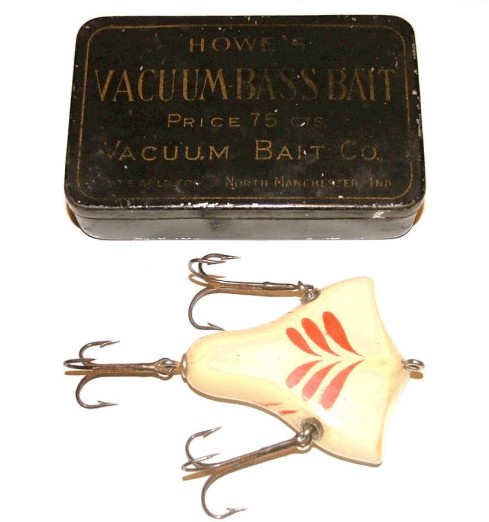 HOWE'S
VACUUM-BASS BAIT
PRICE 75 CTS.
VACUUM BAIT CO.
NORTH MANCHESTER, IND.